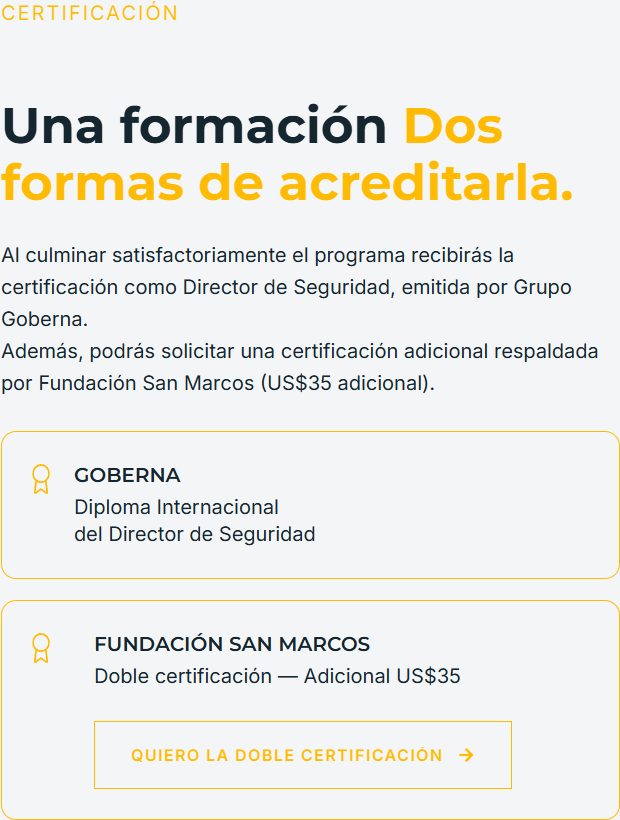 CERTIFICACIÓN
Una formación Dos
formas de acreditarla.
Al culminar satisfactoriamente el programa recibirás la
certificación como Director de Seguridad, emitida por Grupo
Goberna.
Además, podrás solicitar una certificación adicional respaldada
por Fundación San Marcos (US$35 adicional).
GOBERNA
Diploma Internacional
del Director de Seguridad
FUNDACIÓN SAN MARCOS
Doble certificación — Adicional US$35
QUIERO LA DOBLE CERTIFICACIÓN →